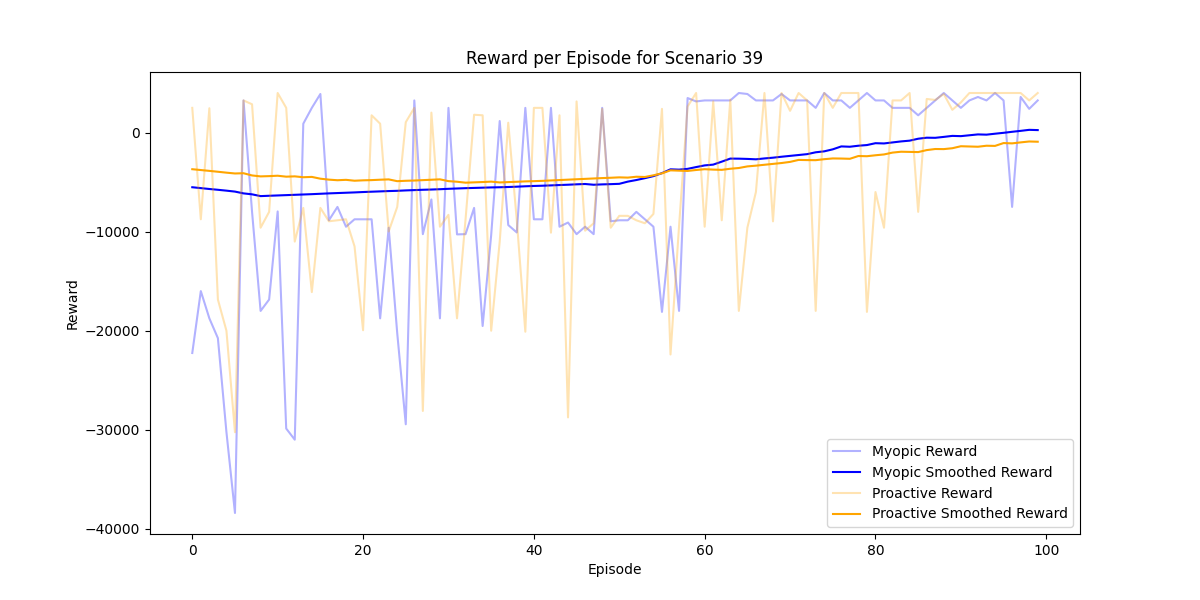 Reward per Episode for Scenario 39
Reward
0
−10000
−20000
−30000
−40000
0 20 40 60 80 100
Episode
Myopic Reward
Myopic Smoothed Reward
Proactive Reward
Proactive Smoothed Reward